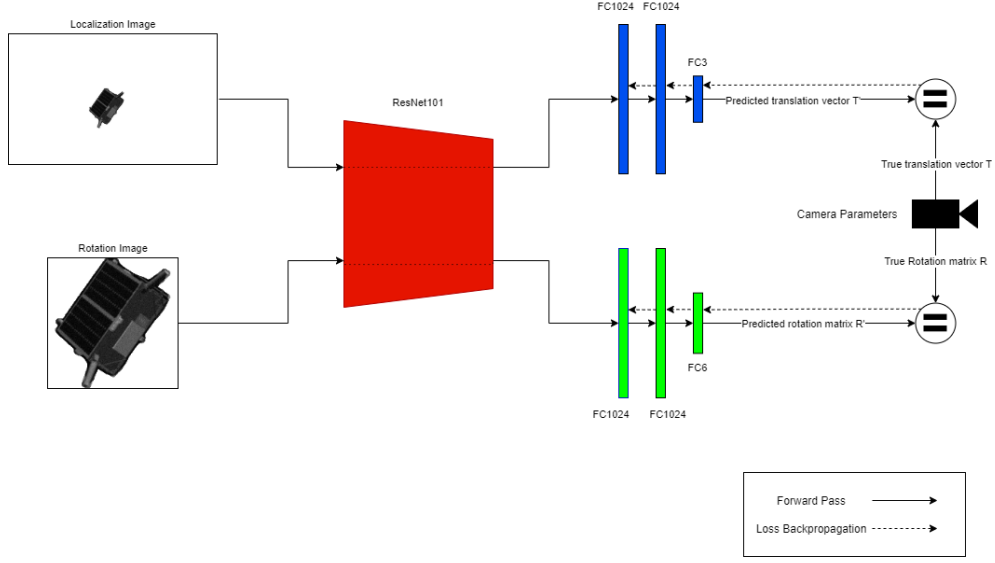 FC1024
FC1024
Localization Image
FC3
ResNet101
Predicted translation vector T'
True translation vector T
Camera Parameters
Rotation Image
True Rotation matrix R
Predicted rotation matrix R'
FC6
FC1024
FC1024
Forward Pass
Loss Backpropagation